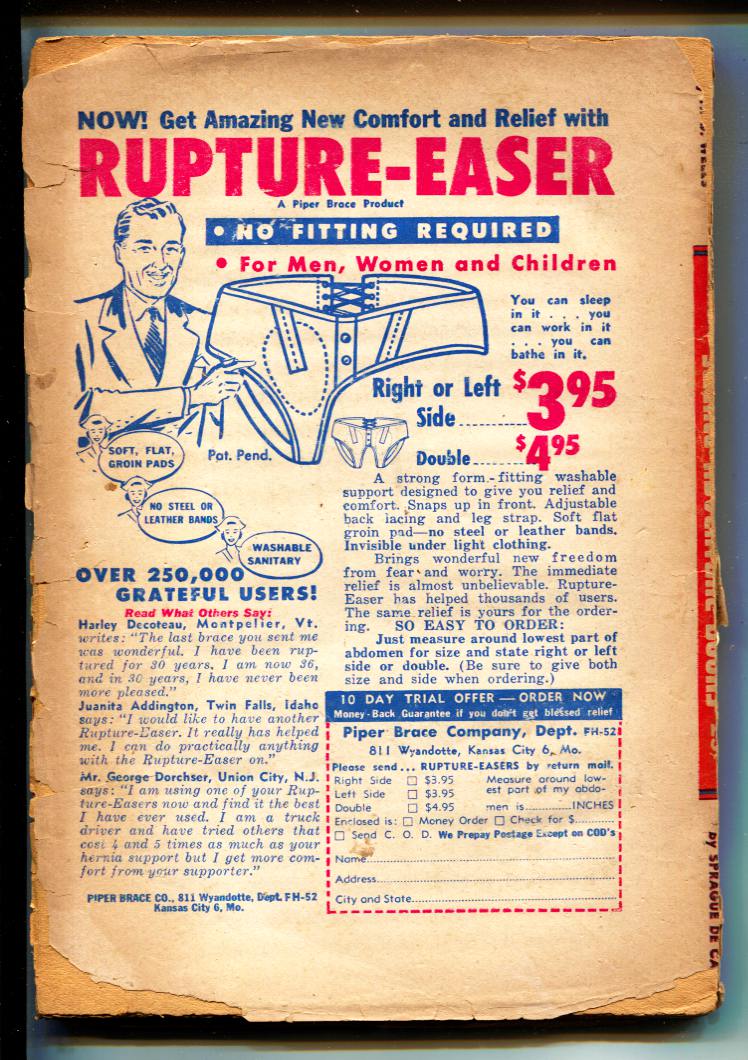 NOW! Get Amazing New Comfort and Relief with
RUPTURE-EASER
A Piper Brace Product
• NO FITTING REQUIRED
• For Men, Women and Children
You can sleep
in it . . . you
can work in it
. . . you can
bathe in it.
Right or Left $3 95
Side
Double $4 95
Pat. Pend.
SOFT, FLAT,
GROIN PADS
NO STEEL OR
LEATHER BANDS
WASHABLE
SANITARY
A strong form-fitting washable
support designed to give you relief and
comfort. Snaps up in front. Adjustable
back lacing and leg strap. Soft flat
groin pad—no steel or leather bands.
Invisible under light clothing.
Brings wonderful new freedom
from fear and worry. The immediate
relief is almost unbelievable. Rupture-
Easer has helped thousands of users.
The same relief is yours for the order-
ing. SO EASY TO ORDER:
Just measure around lowest part of
abdomen for size and state right or left
side or double. (Be sure to give both
size and side when ordering.)
OVER 250,000
GRATEFUL USERS!
Read What Others Say:
Harley Decoteau, Montpelier, Vt.
writes: "The last brace you sent me
was wonderful. I have been rup-
tured for 30 years. I am now 36,
and in 30 years, I have never been
more pleased."
Juanita Addington, Twin Falls, Idaho
says: "I would like to have another
Rupture-Easer. It really has helped
me. I can do practically anything
with the Rupture-Easer on."
Mr. George Dorchser, Union City, N.J.
says: "I am using one of your Rup-
ture-Easers now and find it the best
I have ever used. I am a truck
driver and have tried others that
cost 4 and 5 times as much as your
hernia support but I get more com-
fort from your supporter."
PIPER BRACE CO., 811 Wyandotte, Dept. FH-52
Kansas City 6, Mo.
10 DAY TRIAL OFFER — ORDER NOW
Money-Back Guarantee if you don't get blessed relief
Piper Brace Company, Dept. FH-52
811 Wyandotte, Kansas City 6, Mo.
Please send... RUPTURE-EASERS by return mail.
Right Side □ $3.95 Measure around low-
Left Side □ $3.95 est part of my abdo-
Double □ $4.95 men is INCHES
Enclosed is: □ Money Order □ Check for $
□ Send C. O. D. We Prepay Postage Except on COD's
Name
Address
City and State
by SPRAGUE DE CA